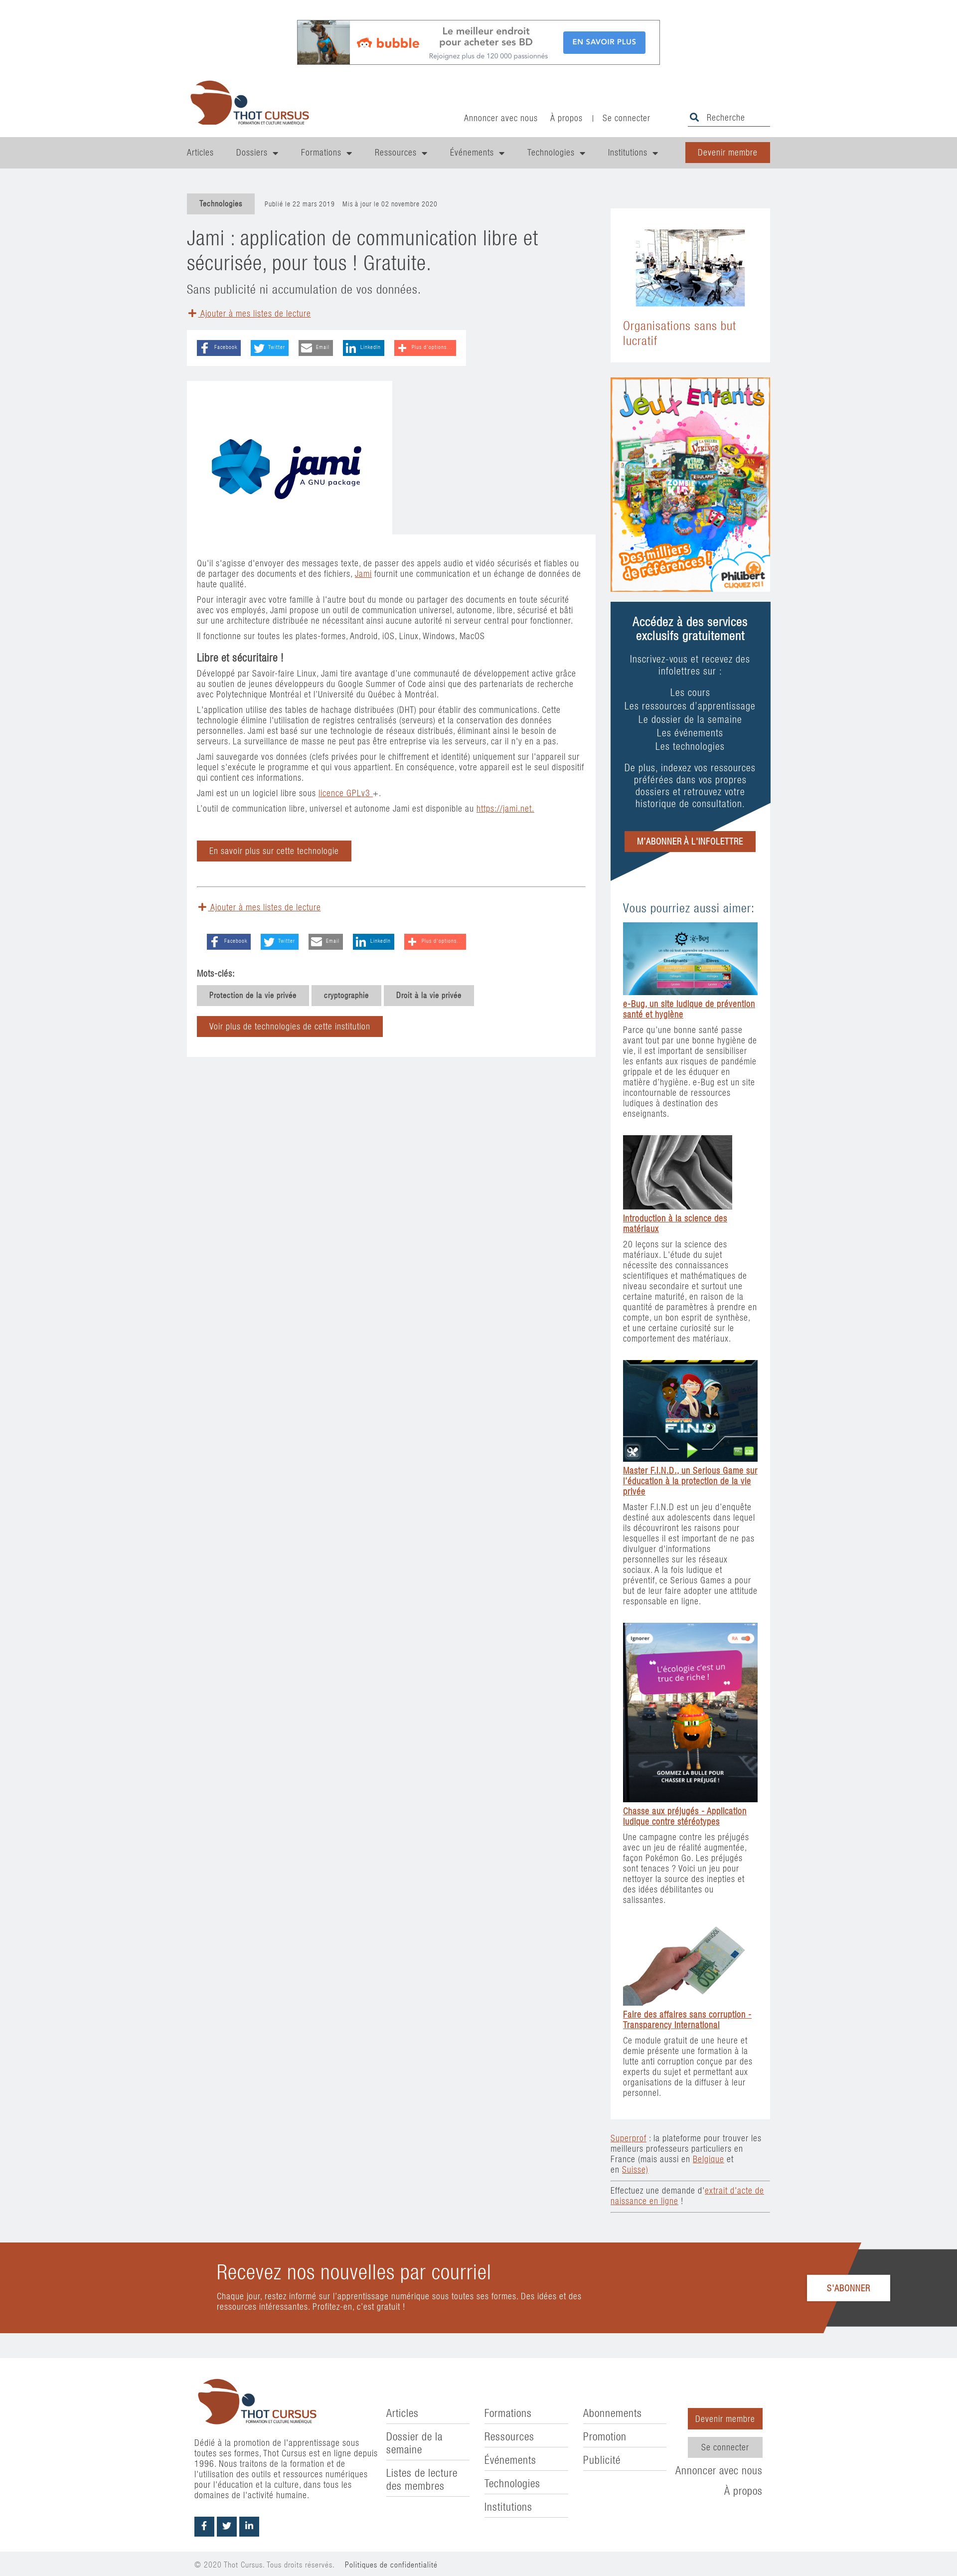 Le meilleur endroit
pour acheter ses BD
bubble
Rejoignez plus de 120 000 passionnés
EN SAVOIR PLUS
THOT CURSUS
FORMATION ET CULTURE NUMÉRIQUE
Annoncer avec nous
À propos
|
Se connecter
Recherche
Articles
Dossiers
Formations
Ressources
Événements
Technologies
Institutions
Devenir membre
Technologies
Publié le 22 mars 2019
Mis à jour le 02 novembre 2020
Jami : application de communication libre et
sécurisée, pour tous ! Gratuite.
Sans publicité ni accumulation de vos données.
Ajouter à mes listes de lecture
Facebook
Twitter
Email
LinkedIn
Plus d'options...
jami
A GNU package
Qu'il s'agisse d'envoyer des messages texte, de passer des appels audio et vidéo sécurisés et fiables ou
de partager des documents et des fichiers, Jami fournit une communication et un échange de données de
haute qualité.
Pour interagir avec votre famille à l'autre bout du monde ou partager des documents en toute sécurité
avec vos employés, Jami propose un outil de communication universel, autonome, libre, sécurisé et bâti
sur une architecture distribuée ne nécessitant ainsi aucune autorité ni serveur central pour fonctionner.
Il fonctionne sur toutes les plates-formes, Android, iOS, Linux, Windows, MacOS
Libre et sécuritaire !
Développé par Savoir-faire Linux, Jami tire avantage d'une communauté de développement active grâce
au soutien de jeunes développeurs du Google Summer of Code ainsi que des partenariats de recherche
avec Polytechnique Montréal et l'Université du Québec à Montréal.
L'application utilise des tables de hachage distribuées (DHT) pour établir des communications. Cette
technologie élimine l'utilisation de registres centralisés (serveurs) et la conservation des données
personnelles. Jami est basé sur une technologie de réseaux distribués, éliminant ainsi le besoin de
serveurs. La surveillance de masse ne peut pas être entreprise via les serveurs, car il n'y en a pas.
Jami sauvegarde vos données (clefs privées pour le chiffrement et identité) uniquement sur l'appareil sur
lequel s'exécute le programme et qui vous appartient. En conséquence, votre appareil est le seul dispositif
qui contient ces informations.
Jami est un un logiciel libre sous licence GPLv3 +.
L'outil de communication libre, universel et autonome Jami est disponible au https://jami.net.
En savoir plus sur cette technologie
Ajouter à mes listes de lecture
Facebook
Twitter
Email
LinkedIn
Plus d'options...
Mots-clés:
Protection de la vie privée
cryptographie
Droit à la vie privée
Voir plus de technologies de cette institution
Organisations sans but
lucratif
Jeux Enfants
Des milliers
de références !
PHILIBERT
CLIQUEZ ICI !
Accédez à des services
exclusifs gratuitement
Inscrivez-vous et recevez des
infolettres sur :
Les cours
Les ressources d'apprentissage
Le dossier de la semaine
Les événements
Les technologies
De plus, indexez vos ressources
préférées dans vos propres
dossiers et retrouvez votre
historique de consultation.
M'ABONNER À L'INFOLETTRE
Vous pourriez aussi aimer:
e-Bug
Enseignants
Élèves
e-Bug, un site ludique de prévention
santé et hygiène
Parce qu'une bonne santé passe
avant tout par une bonne hygiène de
vie, il est important de sensibiliser
les enfants aux risques de pandémie
grippale et de les éduquer en
matière d'hygiène. e-Bug est un site
incontournable de ressources
ludiques à destination des
enseignants.
Introduction à la science des
matériaux
20 leçons sur la science des
matériaux. L'étude du sujet
nécessite des connaissances
scientifiques et mathématiques de
niveau secondaire et surtout une
certaine maturité, en raison de la
quantité de paramètres à prendre en
compte, un bon esprit de synthèse,
et une certaine curiosité sur le
comportement des matériaux.
F.I.N.D
Master F.I.N.D., un Serious Game sur
l'éducation à la protection de la vie
privée
Master F.I.N.D est un jeu d'enquête
destiné aux adolescents dans lequel
ils découvriront les raisons pour
lesquelles il est important de ne pas
divulguer d'informations
personnelles sur les réseaux
sociaux. A la fois ludique et
préventif, ce Serious Games a pour
but de leur faire adopter une attitude
responsable en ligne.
Ignorer
L'écologie c'est un
truc de riche !
GOMMEZ LA BULLE POUR
CHASSER LE PRÉJUGÉ !
Chasse aux préjugés - Application
ludique contre stéréotypes
Une campagne contre les préjugés
avec un jeu de réalité augmentée,
façon Pokémon Go. Les préjugés
sont tenaces ? Voici un jeu pour
nettoyer la source des inepties et
des idées débilitantes ou
salissantes.
100
Faire des affaires sans corruption -
Transparency International
Ce module gratuit de une heure et
demie présente une formation à la
lutte anti corruption conçue par des
experts du sujet et permettant aux
organisations de la diffuser à leur
personnel.
Superprof : la plateforme pour trouver les
meilleurs professeurs particuliers en
France (mais aussi en Belgique et
en Suisse)
Effectuez une demande d'extrait d'acte de
naissance en ligne !
Recevez nos nouvelles par courriel
Chaque jour, restez informé sur l'apprentissage numérique sous toutes ses formes. Des idées et des
ressources intéressantes. Profitez-en, c'est gratuit !
S'ABONNER
THOT CURSUS
FORMATION ET CULTURE NUMÉRIQUE
Dédié à la promotion de l'apprentissage sous
toutes ses formes, Thot Cursus est en ligne depuis
1996. Nous traitons de la formation et de
l'utilisation des outils et ressources numériques
pour l'éducation et la culture, dans tous les
domaines de l'activité humaine.
Articles
Dossier de la
semaine
Listes de lecture
des membres
Formations
Ressources
Événements
Technologies
Institutions
Abonnements
Promotion
Publicité
Devenir membre
Se connecter
Annoncer avec nous
À propos
© 2020 Thot Cursus. Tous droits réservés.
Politiques de confidentialité